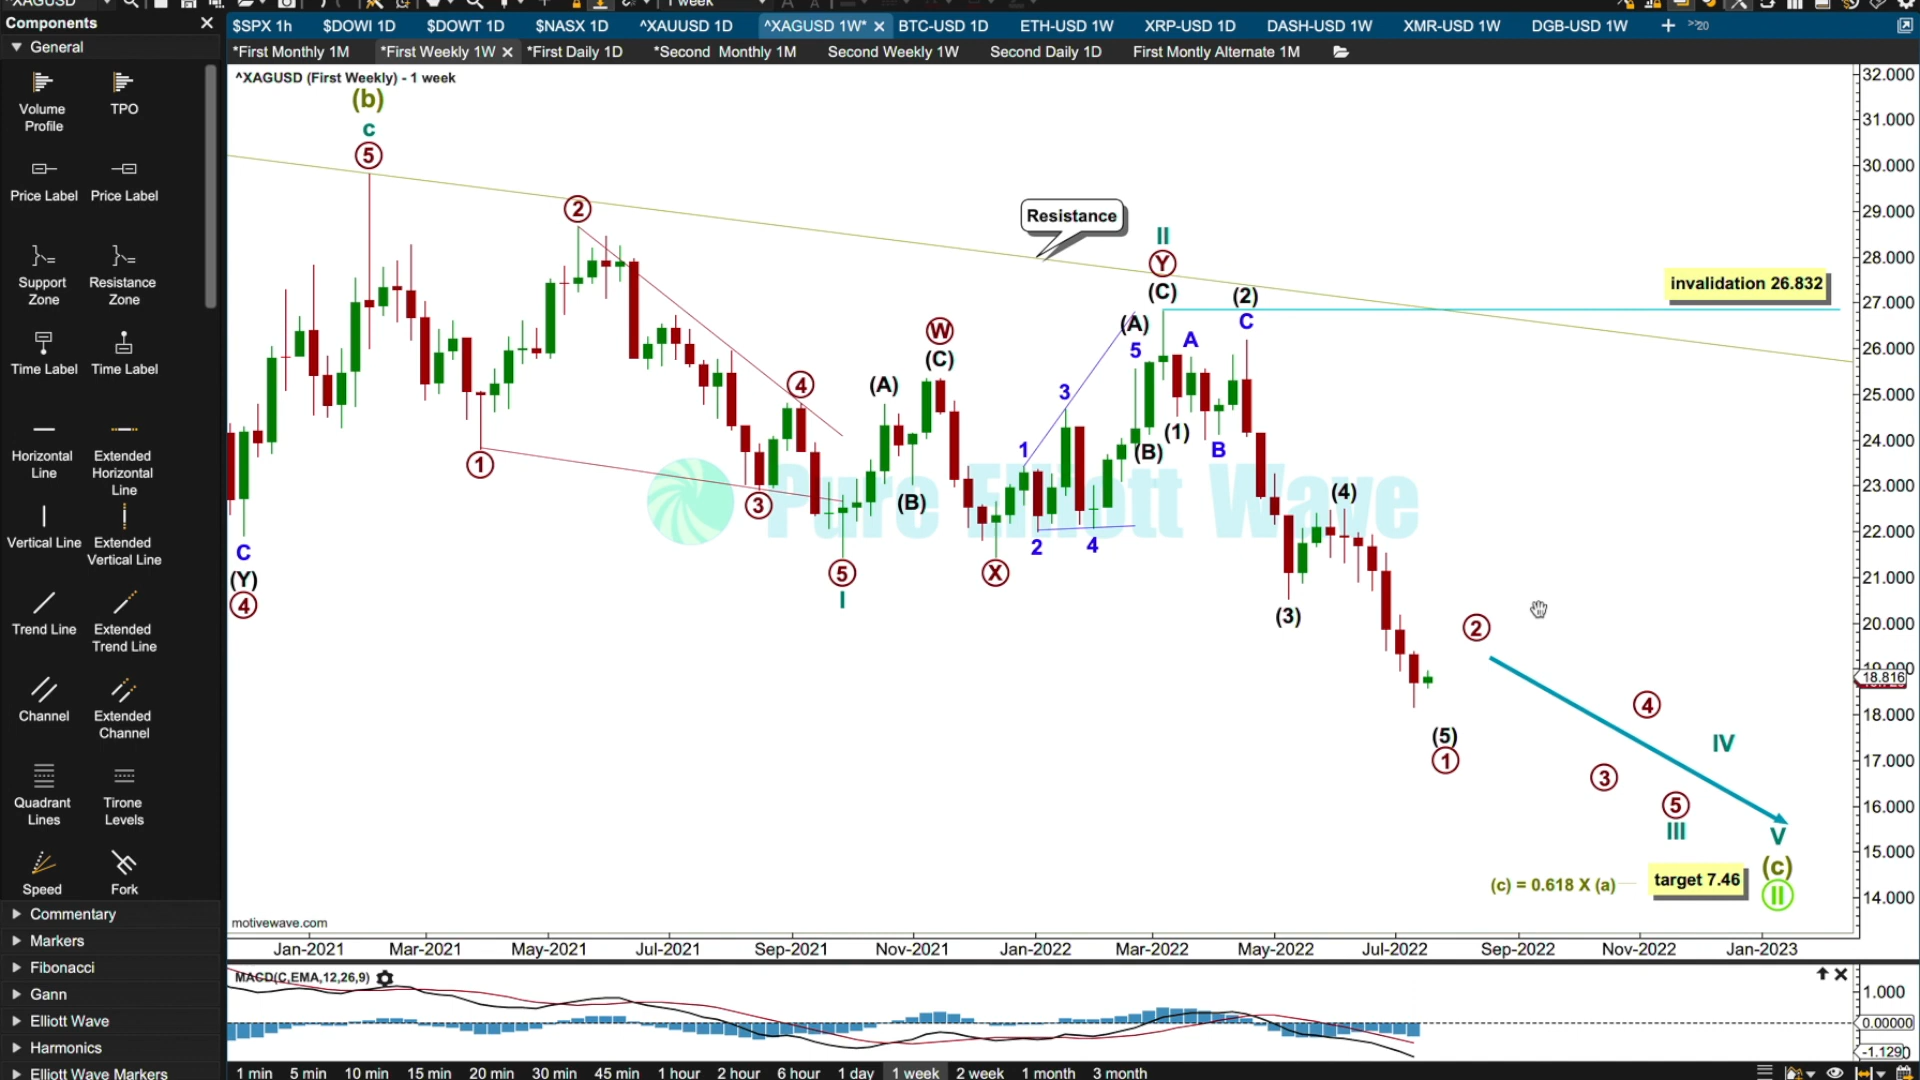 ^XAGUSD
1 week
Components
$SPX 1h $DOWI 1D $DOWT 1D $NASX 1D ^XAUUSD 1D ^XAGUSD 1W* BTC-USD 1D ETH-USD 1W XRP-USD 1D DASH-USD 1W XMR-USD 1W DGB-USD 1W + >>20
General
*First Monthly 1M *First Weekly 1W *First Daily 1D *Second Monthly 1M Second Weekly 1W Second Daily 1D First Montly Alternate 1M
Volume Profile
TPO
Price Label
Price Label
Support Zone
Resistance Zone
Time Label
Time Label
Horizontal Line
Extended Horizontal Line
Vertical Line
Extended Vertical Line
Trend Line
Extended Trend Line
Channel
Extended Channel
Quadrant Lines
Tirone Levels
Speed
Fork
Commentary
Markers
Fibonacci
Gann
Elliott Wave
Harmonics
Elliott Wave Markers
^XAGUSD (First Weekly) - 1 week
(b)
c
5
2
Resistance
II
Y
(C)
invalidation 26.832
(2)
C
(A)
5
A
W
(C)
4
(A)
3
(1)
1
B
(B)
1
3
(B)
(4)
Pure Elliott Wave
C
(Y)
4
2
4
5
I
X
(3)
2
4
(5)
1
IV
3
5
III
V
(c) = 0.618 X (a)
target 7.46
(c)
II
motivewave.com
32.000
31.000
30.000
29.000
28.000
27.000
26.000
25.000
24.000
23.000
22.000
21.000
20.000
19.000
18.816
18.000
17.000
16.000
15.000
14.000
Jan-2021 Mar-2021 May-2021 Jul-2021 Sep-2021 Nov-2021 Jan-2022 Mar-2022 May-2022 Jul-2022 Sep-2022 Nov-2022 Jan-2023
MACD(C,EMA,12,26,9)
1.000
0.00000
-1.129
1 min 5 min 10 min 15 min 20 min 30 min 45 min 1 hour 2 hour 6 hour 1 day 1 week 2 week 1 month 3 month